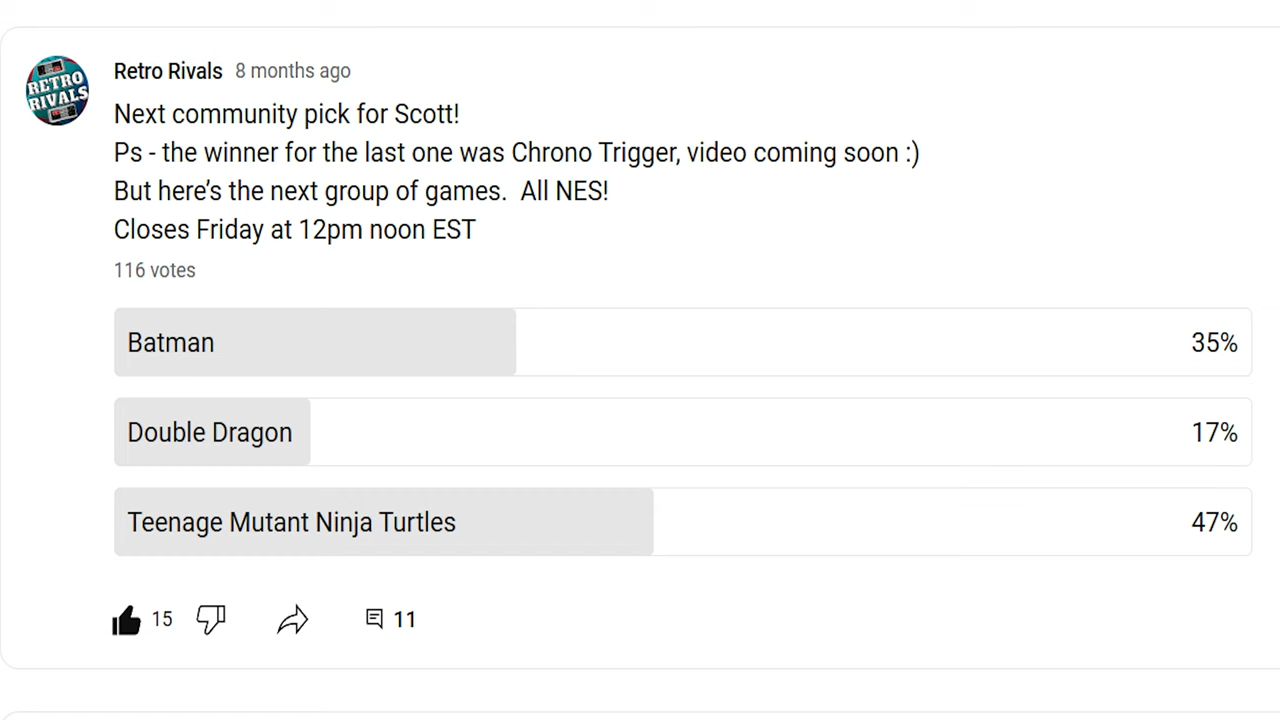 RETRO
RIVALS
Retro Rivals 8 months ago
Next community pick for Scott!
Ps - the winner for the last one was Chrono Trigger, video coming soon :)
But here’s the next group of games.  All NES!
Closes Friday at 12pm noon EST
116 votes
Batman 35%
Double Dragon 17%
Teenage Mutant Ninja Turtles 47%
15 11